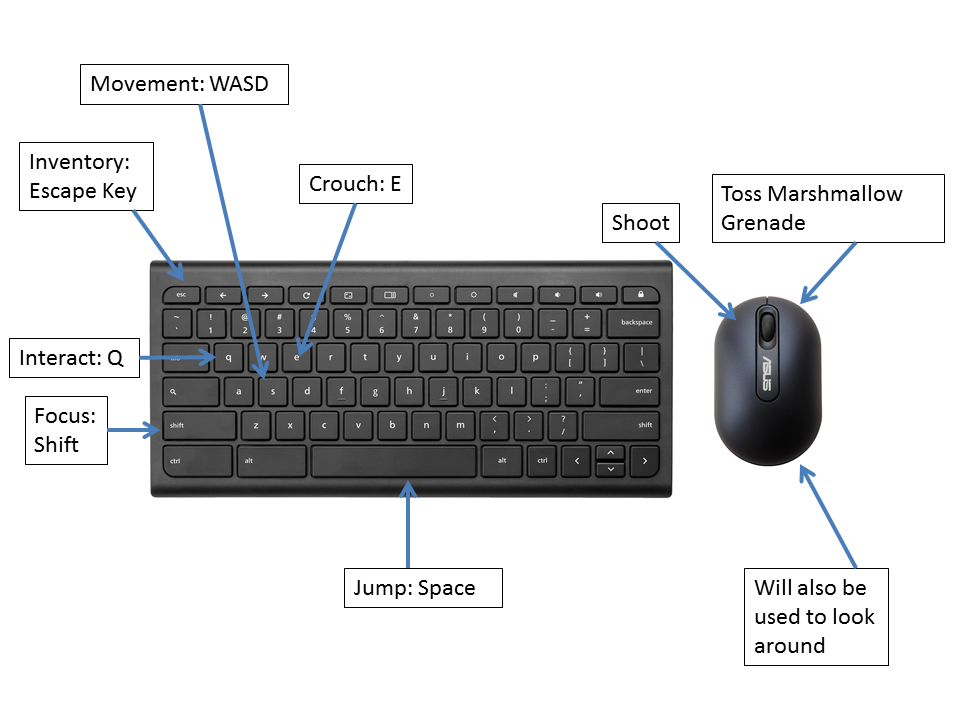 Movement: WASD
Inventory:
Escape Key
Crouch: E
Toss Marshmallow
Grenade
Shoot
Interact: Q
Focus:
Shift
esc
~ ! @ # $ % ^ & * ( ) _ +
` 1 2 3 4 5 6 7 8 9 0 - = backspace
q w e r t y u i o p { [ } ] | \
a s d f g h j k l : ; " ' enter
shift z x c v b n m < , > . ? / shift
ctrl alt alt ctrl
ASUS
Jump: Space
Will also be
used to look
around